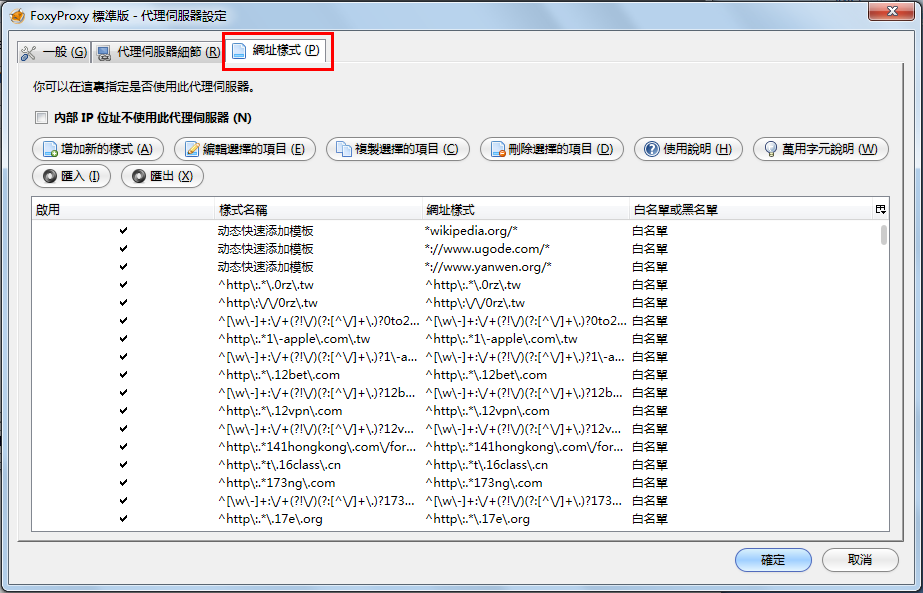 FoxyProxy 標準版 - 代理伺服器設定
一般 (G) 代理伺服器細節 (R) 網址樣式 (P)
你可以在這裏指定是否使用此代理伺服器。
內部 IP 位址不使用此代理伺服器 (N)
增加新的樣式 (A) 編輯選擇的項目 (E) 複製選擇的項目 (C) 刪除選擇的項目 (D) 使用說明 (H) 萬用字元說明 (W)
匯入 (I) 匯出 (X)
啟用 樣式名稱 網址樣式 白名單或黑名單
✔ 动态快速添加模板 *wikipedia.org/* 白名單
✔ 动态快速添加模板 *://www.ugode.com/* 白名單
✔ 动态快速添加模板 *://www.yanwen.org/* 白名單
✔ ^http\:.*\.0rz\.tw ^http\:.*\.0rz\.tw 白名單
✔ ^http\:\/\/0rz\.tw ^http\:\/\/0rz\.tw 白名單
✔ ^[\w\-]+:\/+(?!\/)(?:[^\/]+\.)?0to2... ^[\w\-]+:\/+(?!\/)(?:[^\/]+\.)?0to2... 白名單
✔ ^http\:.*1\-apple\.com\.tw ^http\:.*1\-apple\.com\.tw 白名單
✔ ^[\w\-]+:\/+(?!\/)(?:[^\/]+\.)?1\-a... ^[\w\-]+:\/+(?!\/)(?:[^\/]+\.)?1\-a... 白名單
✔ ^http\:.*\.12bet\.com ^http\:.*\.12bet\.com 白名單
✔ ^[\w\-]+:\/+(?!\/)(?:[^\/]+\.)?12b... ^[\w\-]+:\/+(?!\/)(?:[^\/]+\.)?12b... 白名單
✔ ^http\:.*\.12vpn\.com ^http\:.*\.12vpn\.com 白名單
✔ ^[\w\-]+:\/+(?!\/)(?:[^\/]+\.)?12v... ^[\w\-]+:\/+(?!\/)(?:[^\/]+\.)?12v... 白名單
✔ ^http\:.*141hongkong\.com\/for... ^http\:.*141hongkong\.com\/for... 白名單
✔ ^http\:.*t\.16class\.cn ^http\:.*t\.16class\.cn 白名單
✔ ^http\:.*173ng\.com ^http\:.*173ng\.com 白名單
✔ ^[\w\-]+:\/+(?!\/)(?:[^\/]+\.)?173... ^[\w\-]+:\/+(?!\/)(?:[^\/]+\.)?173... 白名單
✔ ^http\:.*\.17e\.org ^http\:.*\.17e\.org 白名單
確定 取消